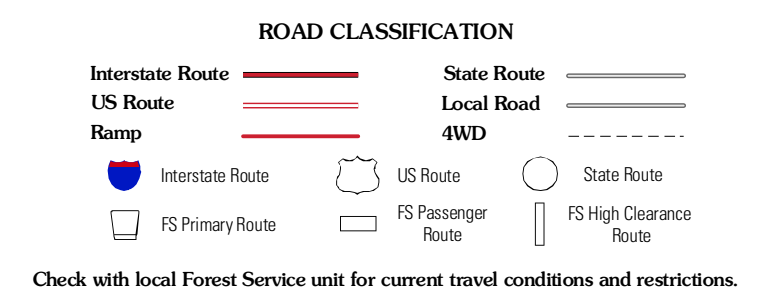 ROAD CLASSIFICATION
Interstate Route
State Route
US Route
Local Road
Ramp
4WD
Interstate Route
US Route
State Route
FS Primary Route
FS Passenger
Route
FS High Clearance
Route
Check with local Forest Service unit for current travel conditions and restrictions.